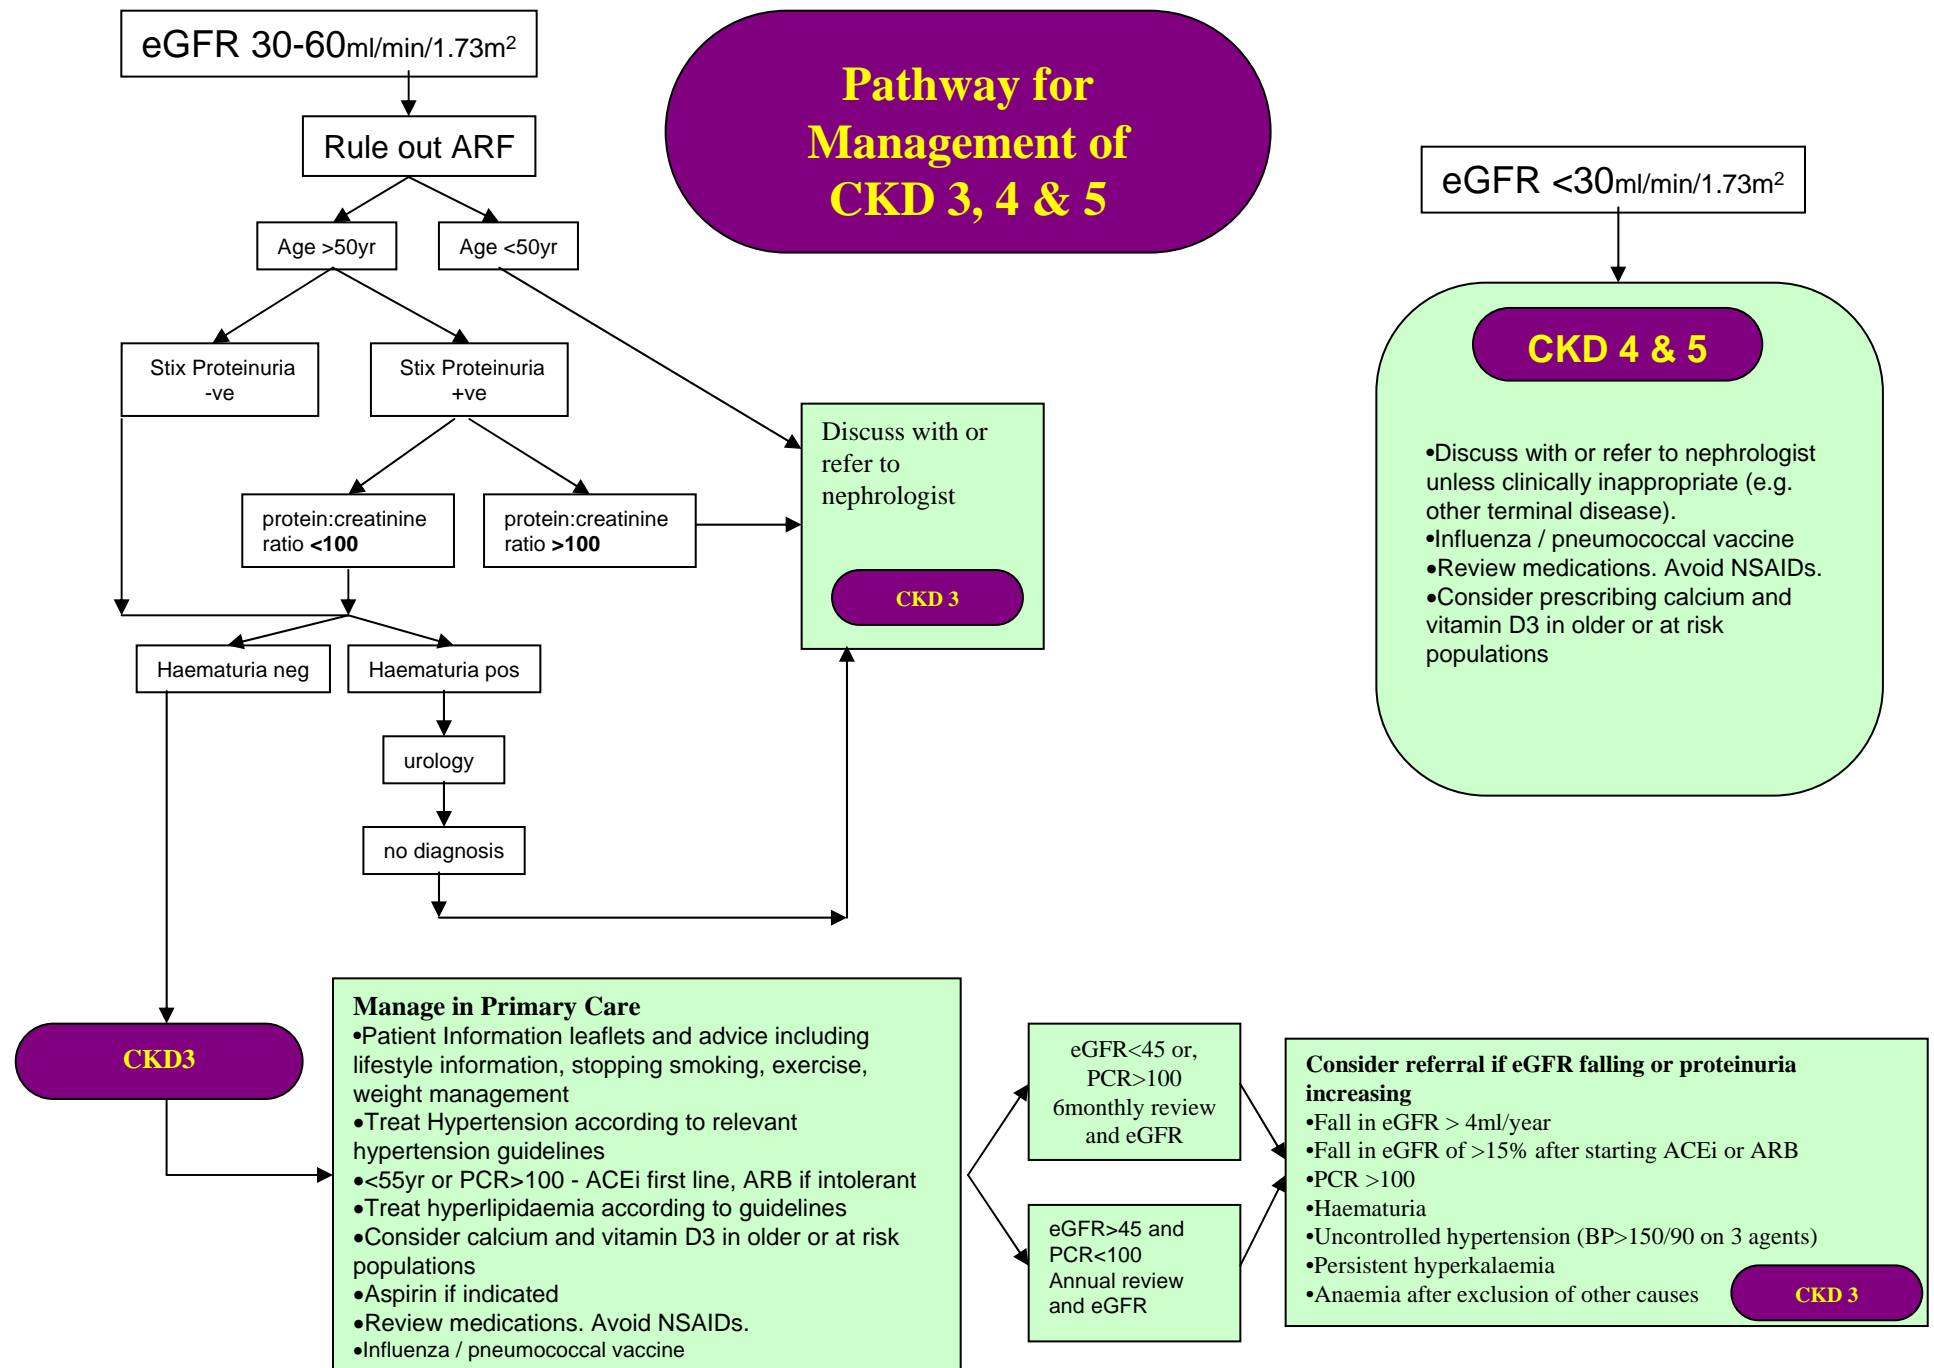 eGFR 30-60ml/min/1.73m²
Rule out ARF
Age >50yr
Age <50yr
Stix Proteinuria
-ve
Stix Proteinuria
+ve
protein:creatinine
ratio <100
protein:creatinine
ratio >100
Haematuria neg
Haematuria pos
urology
no diagnosis
Discuss with or
refer to
nephrologist
CKD 3
Pathway for
Management of
CKD 3, 4 & 5
eGFR <30ml/min/1.73m²
CKD 4 & 5
•Discuss with or refer to nephrologist
unless clinically inappropriate (e.g.
other terminal disease).
•Influenza / pneumococcal vaccine
•Review medications. Avoid NSAIDs.
•Consider prescribing calcium and
vitamin D3 in older or at risk
populations
CKD3
Manage in Primary Care
•Patient Information leaflets and advice including
lifestyle information, stopping smoking, exercise,
weight management
•Treat Hypertension according to relevant
hypertension guidelines
•<55yr or PCR>100 - ACEi first line, ARB if intolerant
•Treat hyperlipidaemia according to guidelines
•Consider calcium and vitamin D3 in older or at risk
populations
•Aspirin if indicated
•Review medications. Avoid NSAIDs.
•Influenza / pneumococcal vaccine
eGFR<45 or,
PCR>100
6monthly review
and eGFR
eGFR>45 and
PCR<100
Annual review
and eGFR
Consider referral if eGFR falling or proteinuria
increasing
•Fall in eGFR > 4ml/year
•Fall in eGFR of >15% after starting ACEi or ARB
•PCR >100
•Haematuria
•Uncontrolled hypertension (BP>150/90 on 3 agents)
•Persistent hyperkalaemia
•Anaemia after exclusion of other causes
CKD 3